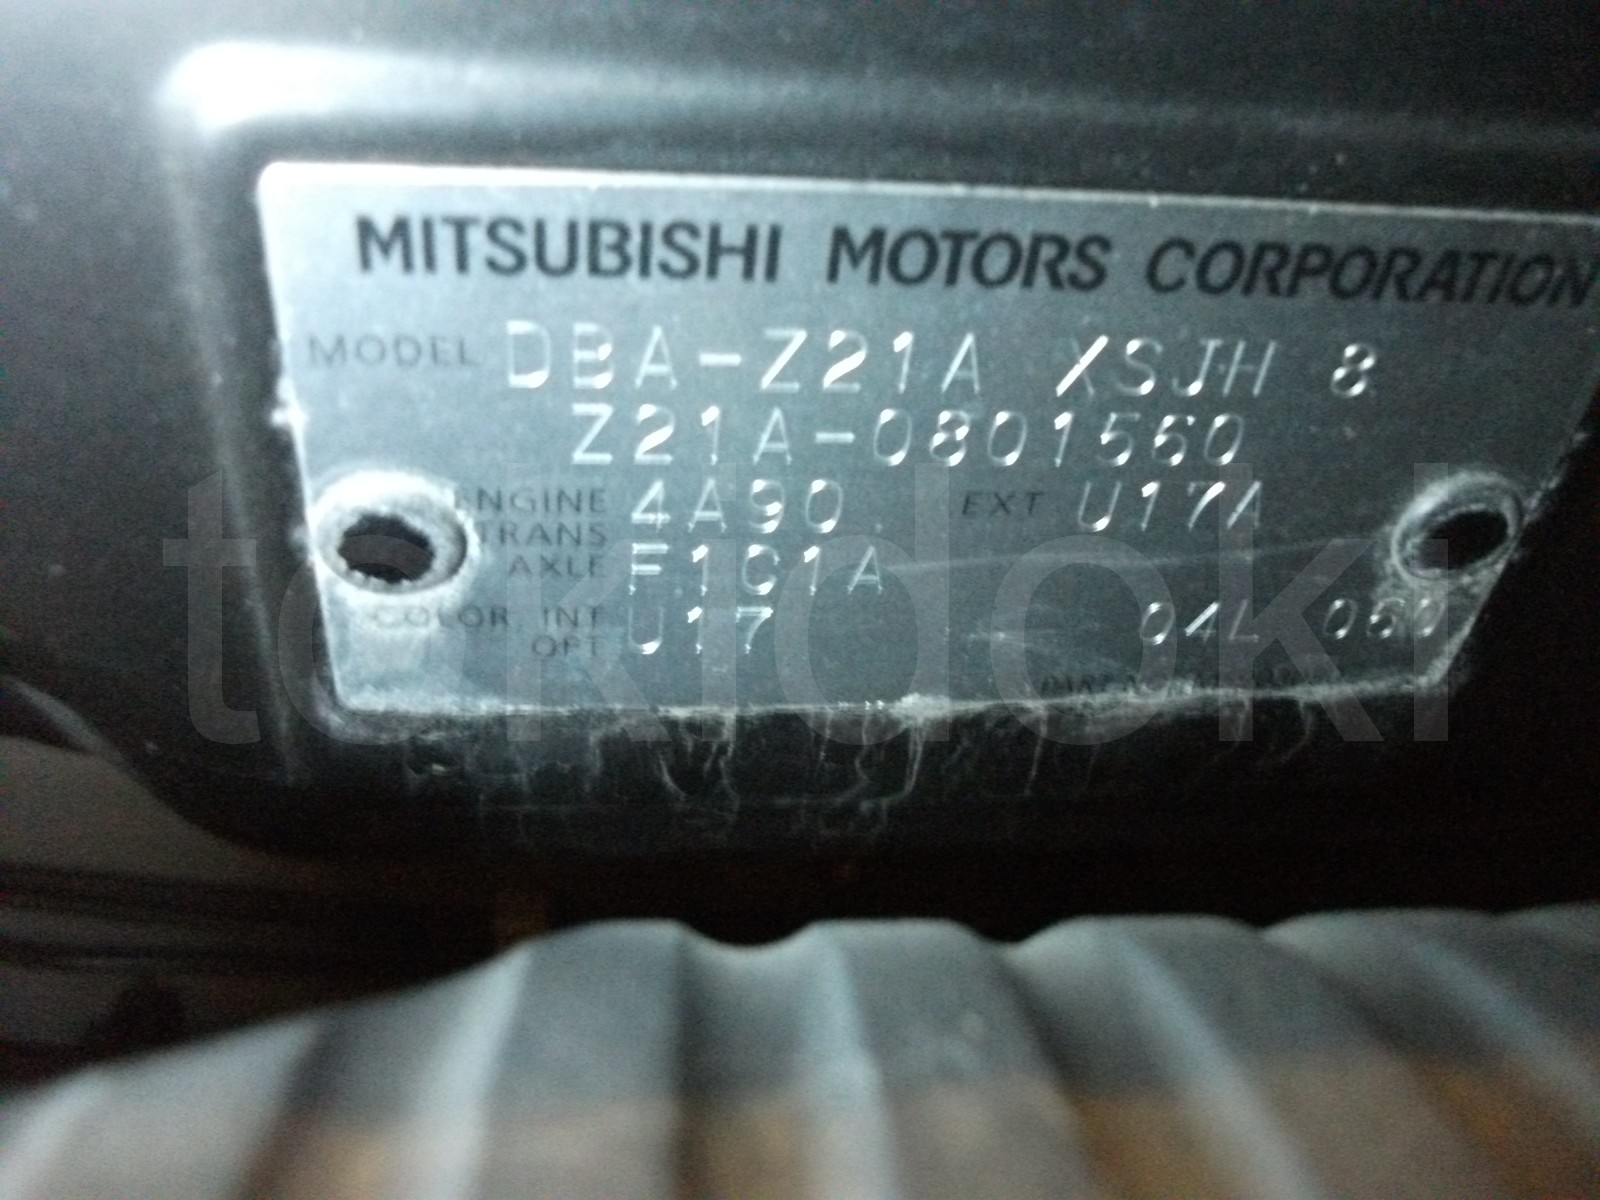 MITSUBISHI MOTORS CORPORATION
MODEL DBA-Z21A XSJH 8
Z21A-0801560
ENGINE 4A90 EXT U17A
TRANS
AXLE F1C1A
COLOR, INT U17 04L 060
OPT
tokidoki